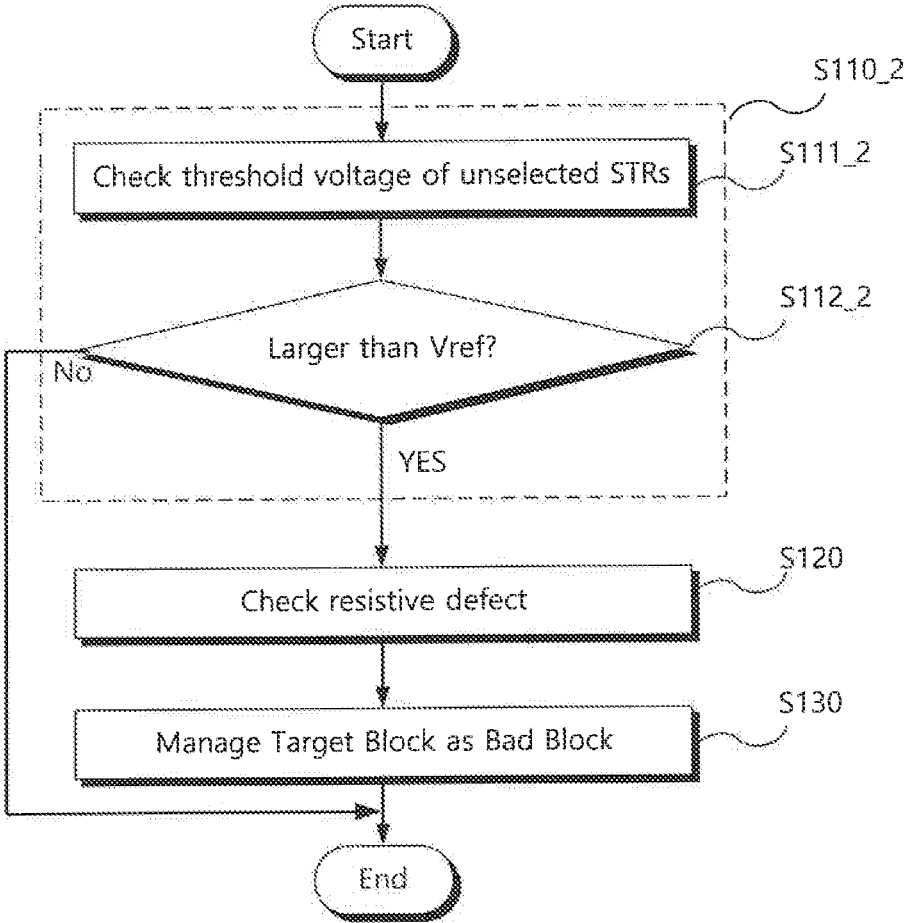 Start
S110_2
Check threshold voltage of unselected STRs
S111_2
Larger than Vref?
S112_2
No
YES
Check resistive defect
S120
Manage Target Block as Bad Block
S130
End